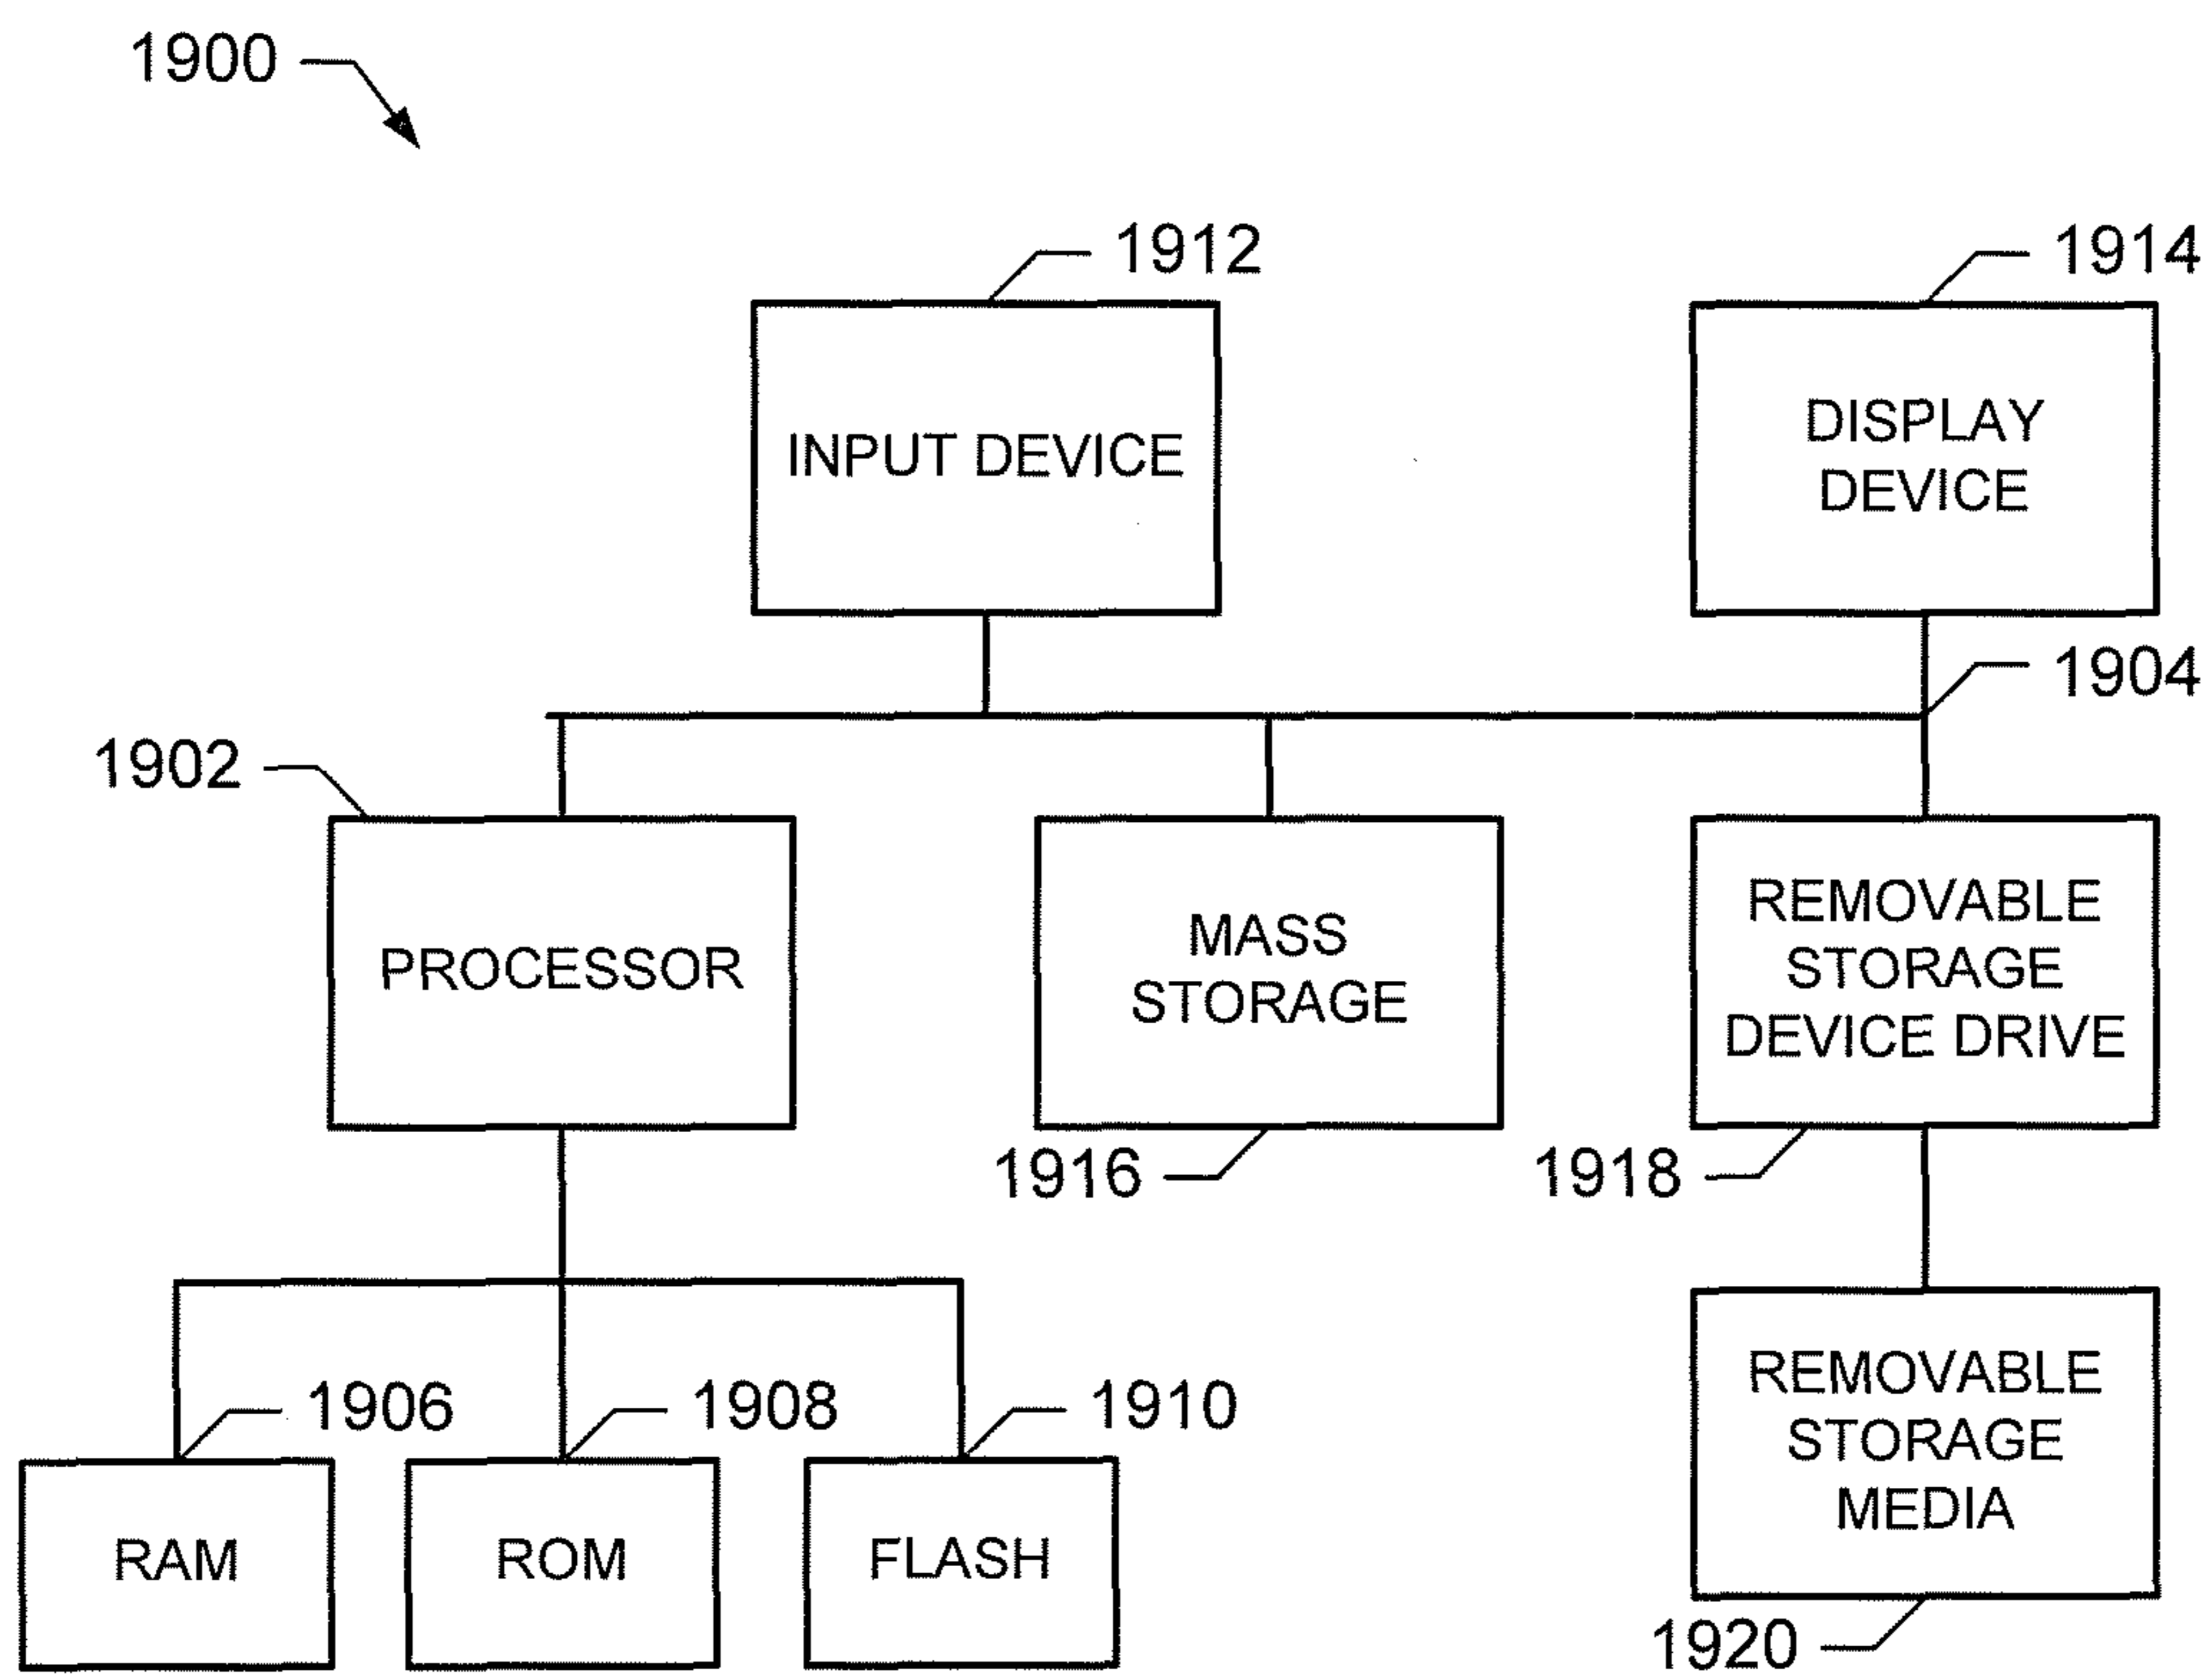 1900
1912
1914
INPUT DEVICE
DISPLAY
DEVICE
1904
1902
PROCESSOR
MASS
STORAGE
REMOVABLE
STORAGE
DEVICE DRIVE
1916
1918
1906
1908
1910
RAM
ROM
FLASH
REMOVABLE
STORAGE
MEDIA
1920